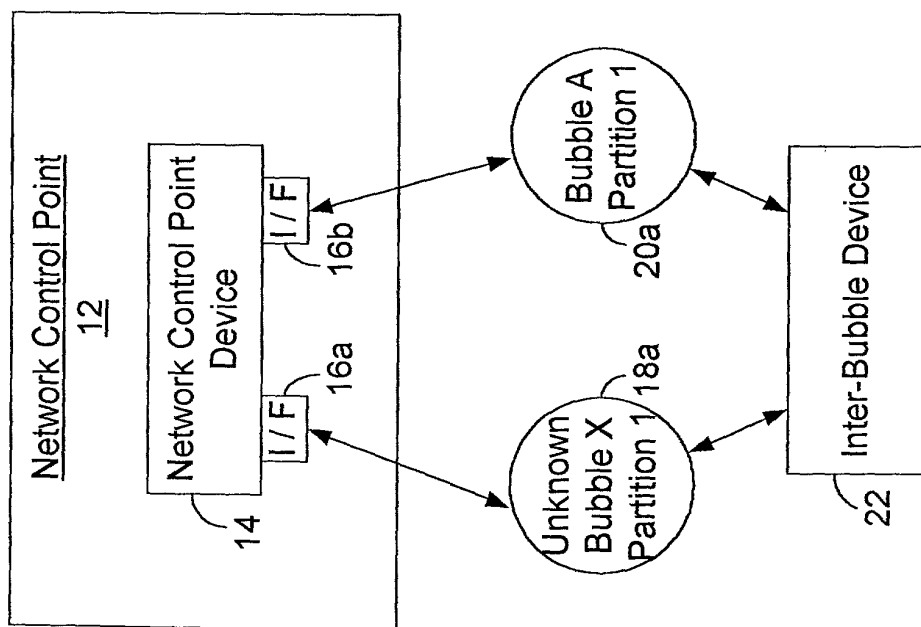 Network Control Point
12
Network Control Point
Device
14
I / F
16a
I / F
16b
Unknown
Bubble X
Partition 1
18a
Bubble A
Partition 1
20a
Inter-Bubble Device
22